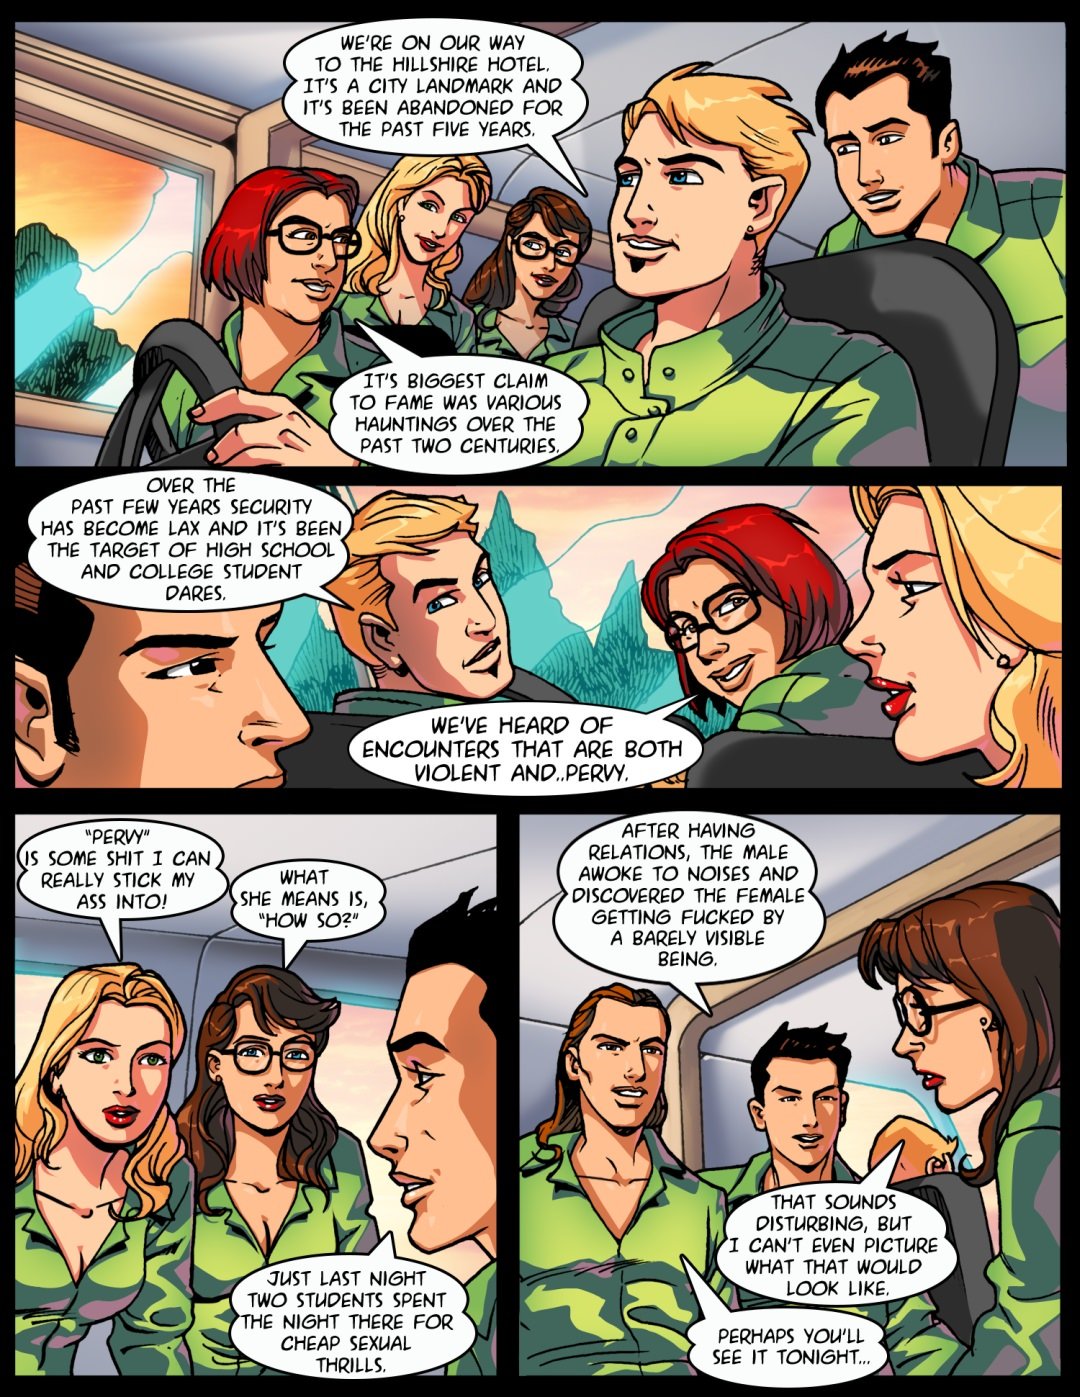 WE'RE ON OUR WAY
TO THE HILLSHIRE HOTEL.
IT'S A CITY LANDMARK AND
IT'S BEEN ABANDONED FOR
THE PAST FIVE YEARS.
IT'S BIGGEST CLAIM
TO FAME WAS VARIOUS
HAUNTINGS OVER THE
PAST TWO CENTURIES.
OVER THE
PAST FEW YEARS SECURITY
HAS BECOME LAX AND IT'S BEEN
THE TARGET OF HIGH SCHOOL
AND COLLEGE STUDENT
DARES.
WE'VE HEARD OF
ENCOUNTERS THAT ARE BOTH
VIOLENT AND..PERVY.
"PERVY"
IS SOME SHIT I CAN
REALLY STICK MY
ASS INTO!
WHAT
SHE MEANS IS,
"HOW SO?"
JUST LAST NIGHT
TWO STUDENTS SPENT
THE NIGHT THERE FOR
CHEAP SEXUAL
THRILLS.
AFTER HAVING
RELATIONS, THE MALE
AWOKE TO NOISES AND
DISCOVERED THE FEMALE
GETTING FUCKED BY
A BARELY VISIBLE
BEING.
THAT SOUNDS
DISTURBING, BUT
I CAN'T EVEN PICTURE
WHAT THAT WOULD
LOOK LIKE.
PERHAPS YOU'LL
SEE IT TONIGHT...